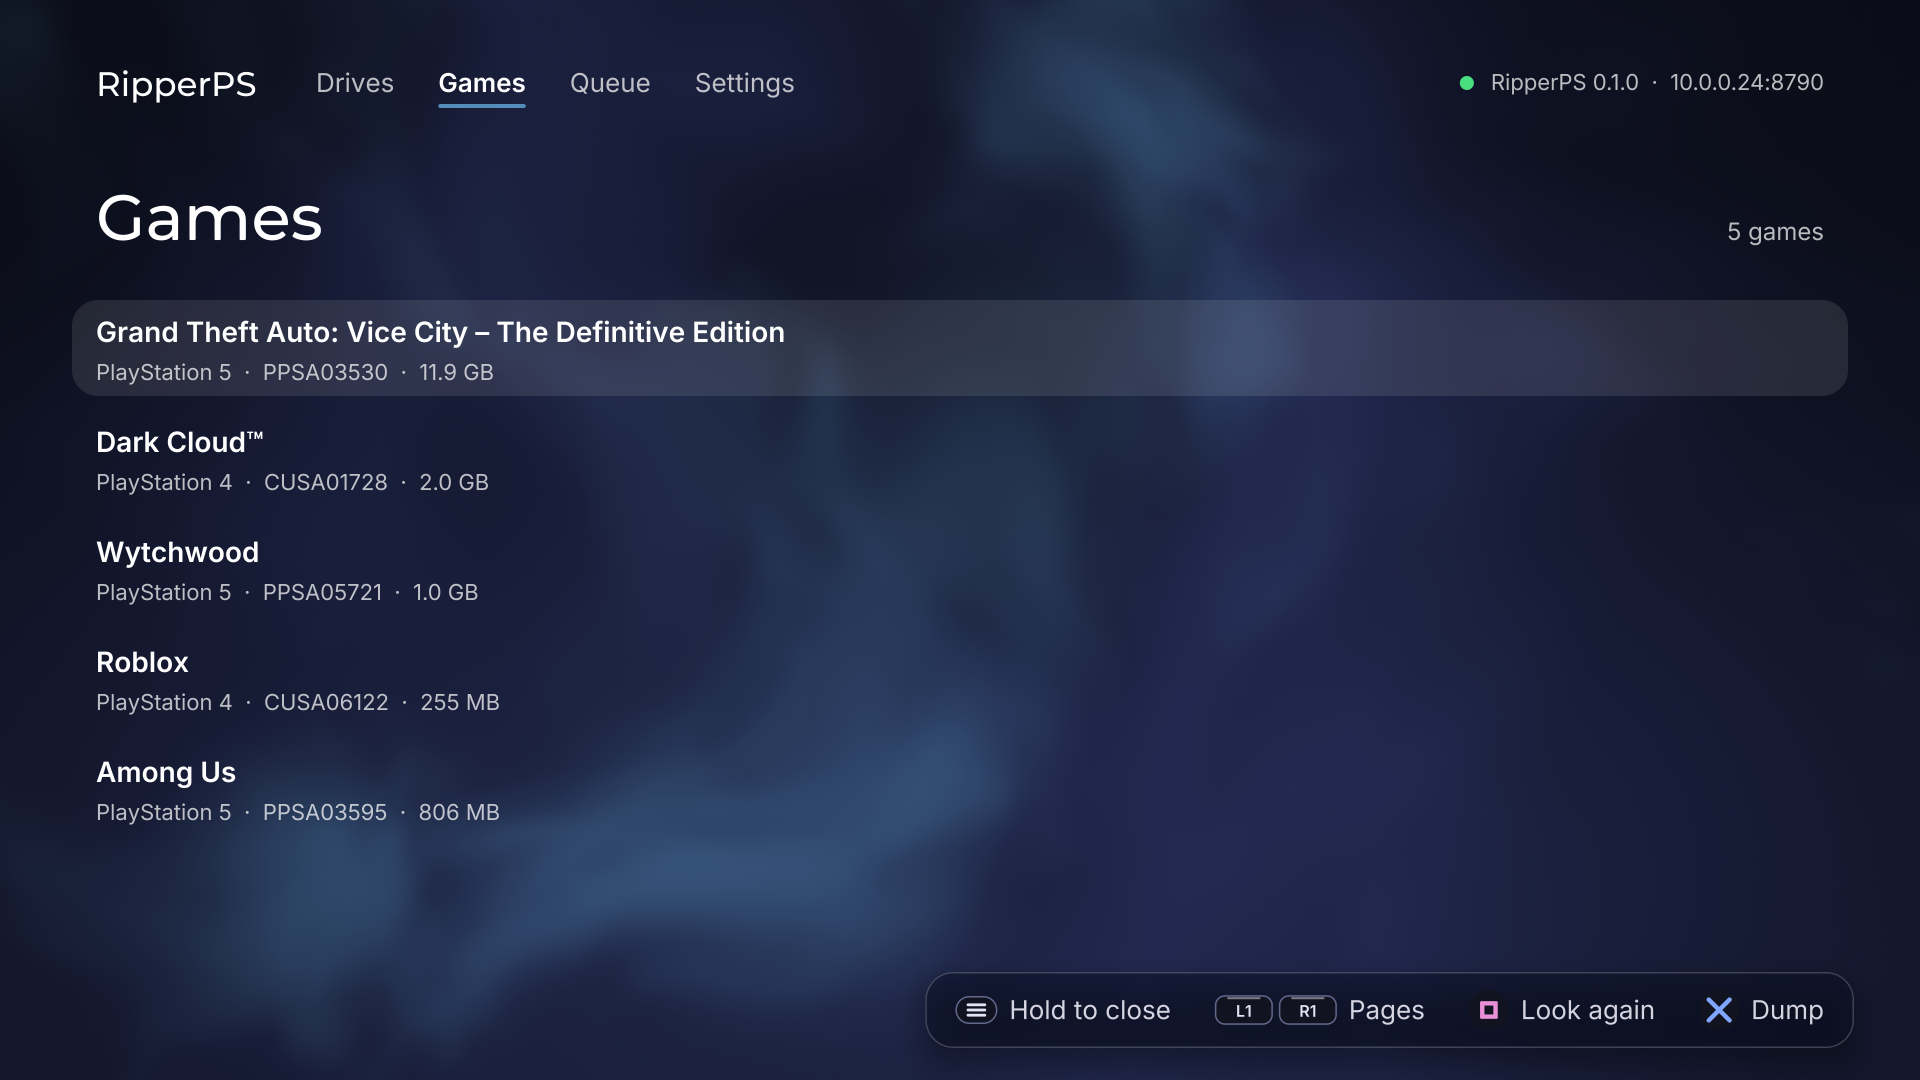 RipperPS Drives Games Queue Settings RipperPS 0.1.0 · 10.0.0.24:8790
Games
5 games
Grand Theft Auto: Vice City – The Definitive Edition
PlayStation 5 · PPSA03530 · 11.9 GB
Dark Cloud™
PlayStation 4 · CUSA01728 · 2.0 GB
Wytchwood
PlayStation 5 · PPSA05721 · 1.0 GB
Roblox
PlayStation 4 · CUSA06122 · 255 MB
Among Us
PlayStation 5 · PPSA03595 · 806 MB
Hold to close L1 R1 Pages Look again Dump